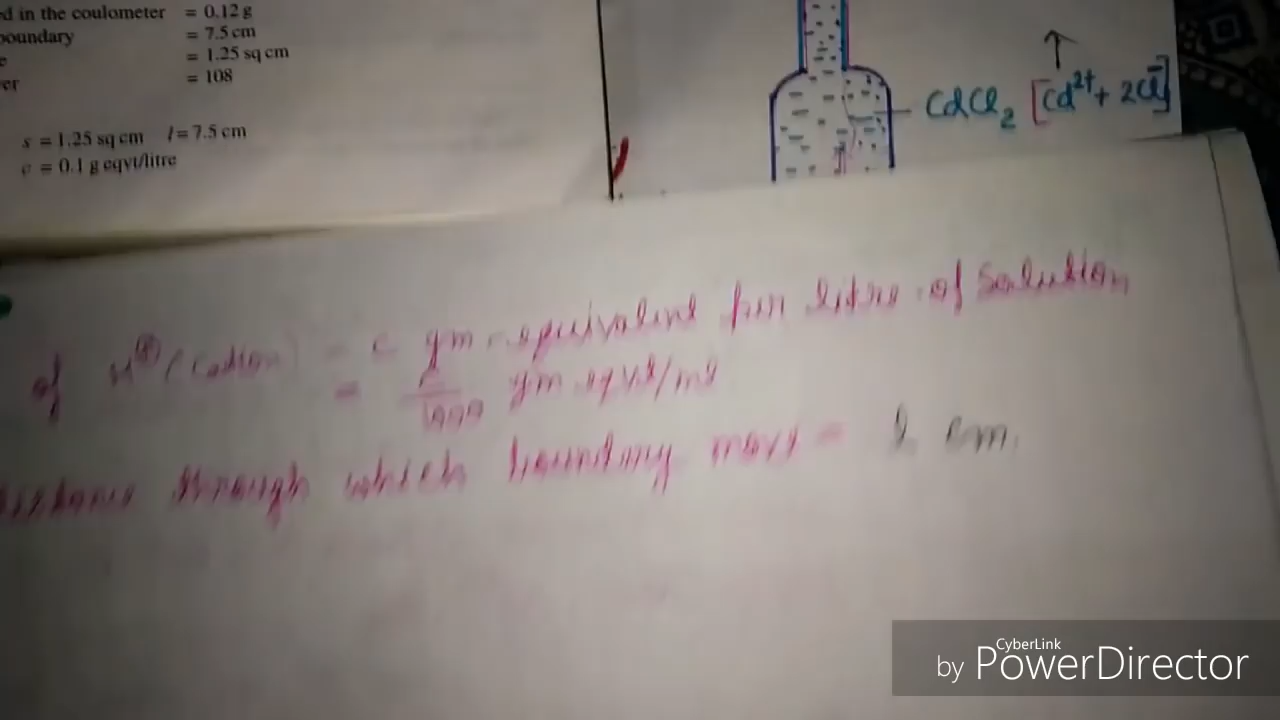 d in the coulometer = 0.12 g
boundary = 7.5 cm
e = 1.25 sq cm
er = 108
s = 1.25 sq cm l = 7.5 cm
c = 0.1 g eqvt/litre
CdCl₂ [Cd²⁺ + 2Cl⁻]
of H⊕ (cation) = c gm equivalent per litre of solution
= c/1000 gm eqvt/ml
distance through which boundary move = l cm.
CyberLink
by PowerDirector